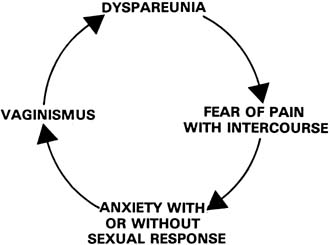 DYSPAREUNIA
FEAR OF PAIN
WITH INTERCOURSE
ANXIETY WITH
OR WITHOUT
SEXUAL RESPONSE
VAGINISMUS